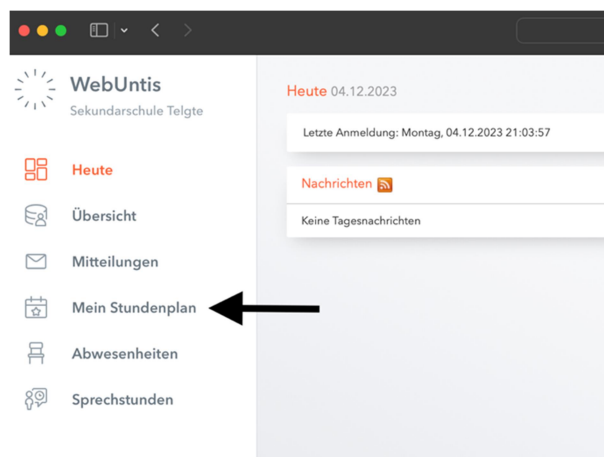 WebUntis
Sekundarschule Telgte
Heute
Übersicht
Mitteilungen
Mein Stundenplan
Abwesenheiten
Sprechstunden
Heute 04.12.2023
Letzte Anmeldung: Montag, 04.12.2023 21:03:57
Nachrichten
Keine Tagesnachrichten